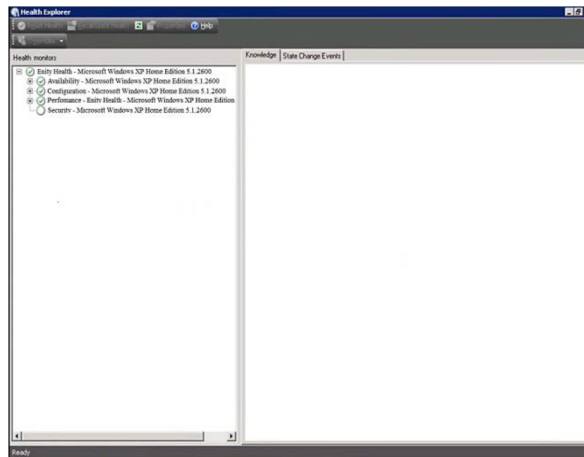 Health Explorer
Help
Health monitors
Enity Health - Microsoft Windows XP Home Edition 5.1.2600
Availability - Microsoft Windows XP Home Edition 5.1.2600
Configuration - Microsoft Windows XP Home Edition 5.1.2600
Perfomance - Enity Health - Microsoft Windows XP Home Edition
Security - Microsoft Windows XP Home Edition 5.1.2600
Knowledge
State Change Events
Ready